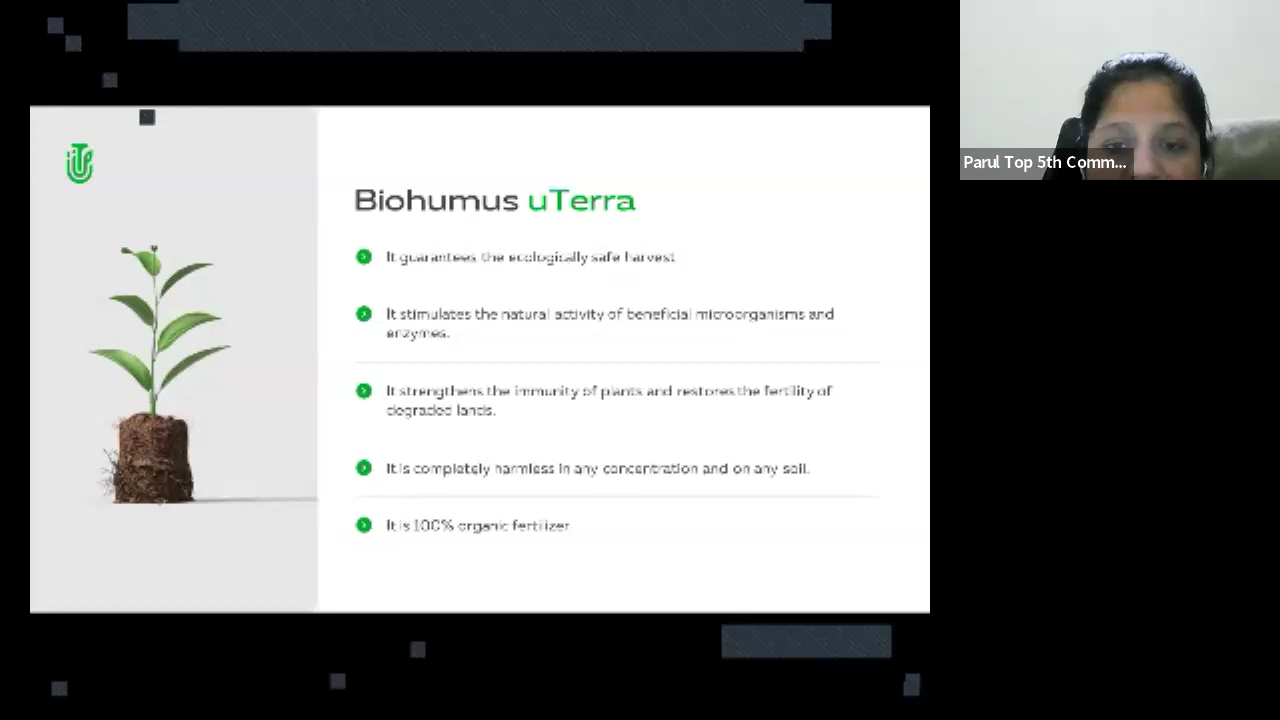 Parul Top 5th Comm...
Biohumus uTerra
It guarantees the ecologically safe harvest
It stimulates the natural activity of beneficial microorganisms and
enzymes.
It strengthens the immunity of plants and restores the fertility of
degraded lands.
It is completely harmless in any concentration and on any soil.
It is 100% organic fertilizer